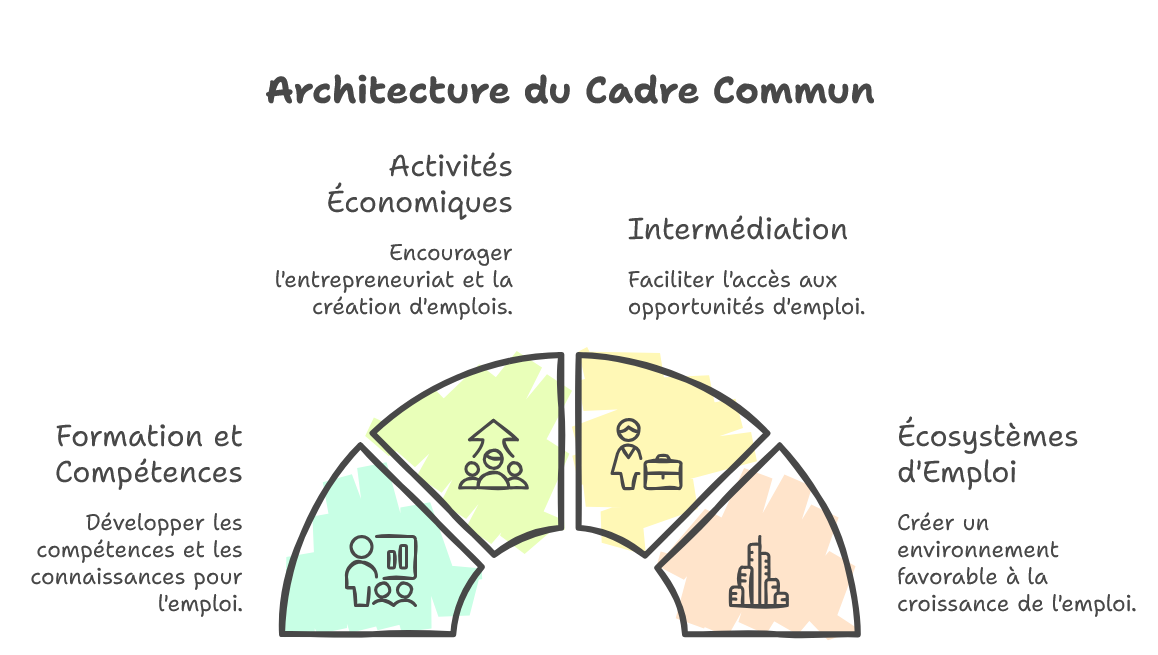 Architecture du Cadre Commun
Activités
Économiques
Encourager
l'entrepreneuriat et la
création d'emplois.
Intermédiation
Faciliter l'accès aux
opportunités d'emploi.
Formation et
Compétences
Développer les
compétences et les
connaissances pour
l'emploi.
Écosystèmes
d'Emploi
Créer un
environnement
favorable à la
croissance de l'emploi.